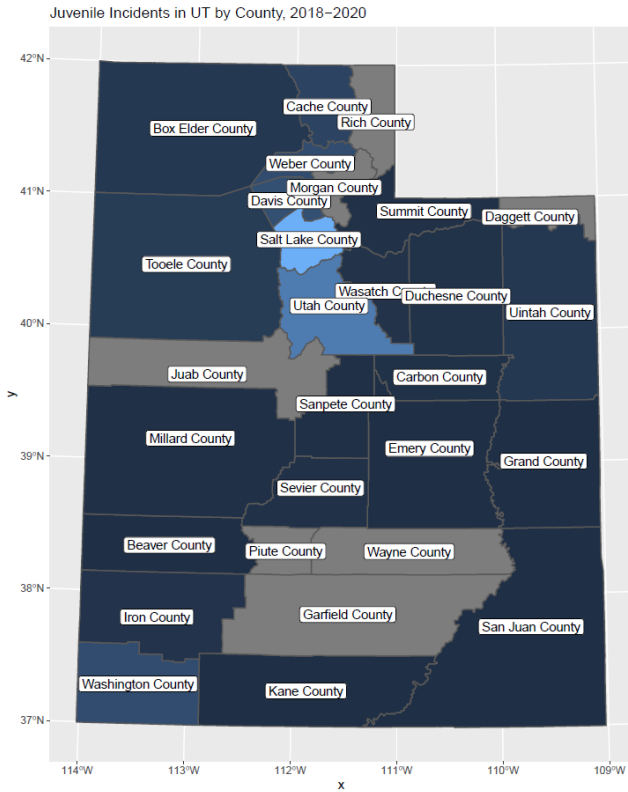 Juvenile Incidents in UT by County, 2018−2020
42°N
Cache County
Rich County
Box Elder County
Weber County
41°N
Morgan County
Davis County
Summit County
Daggett County
Salt Lake County
Tooele County
Wasatch
Duchesne County
Utah County
Uintah County
40°N
Juab County
Carbon County
y
Sanpete County
Millard County
Emery County
39°N
Grand County
Sevier County
Beaver County
Piute County
Wayne County
38°N
Iron County
Garfield County
San Juan County
Washington County
Kane County
37°N
114°W
113°W
112°W
111°W
110°W
109°W
x